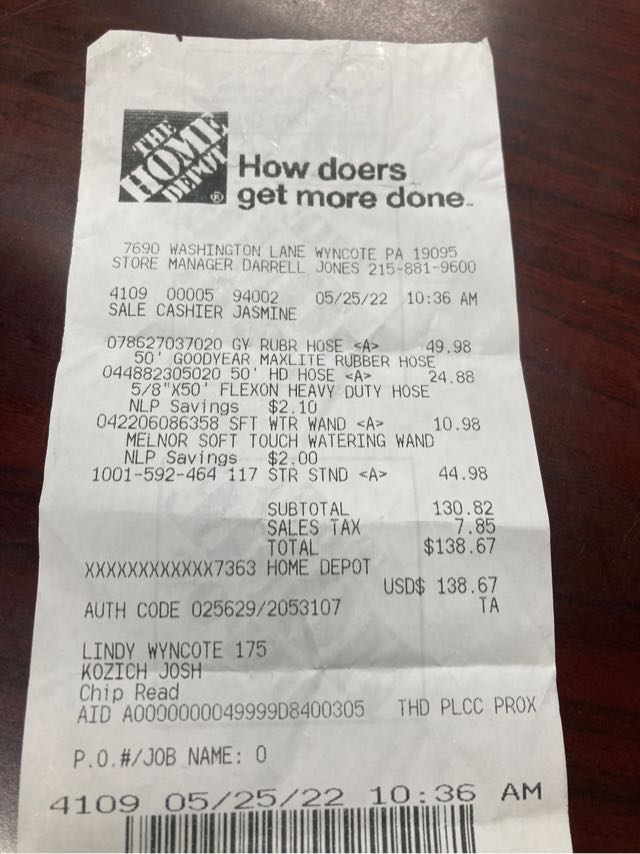 THE
HOME
DEPOT
®
How doers
get more done™
7690 WASHINGTON LANE WYNCOTE PA 19095
STORE MANAGER DARRELL JONES 215-881-9600
4109 00005 94002 05/25/22 10:36 AM
SALE CASHIER JASMINE
078627037020 GY RUBR HOSE <A> 49.98
50' GOODYEAR MAXLITE RUBBER HOSE
044882305020 50' HD HOSE <A> 24.88
5/8"X50' FLEXON HEAVY DUTY HOSE
NLP Savings $2.10
042206086358 SFT WTR WAND <A> 10.98
MELNOR SOFT TOUCH WATERING WAND
NLP Savings $2.00
1001-592-464 117 STR STND <A> 44.98
SUBTOTAL 130.82
SALES TAX 7.85
TOTAL $138.67
XXXXXXXXXXXX7363 HOME DEPOT
USD$ 138.67
AUTH CODE 025629/2053107 TA
LINDY WYNCOTE 175
KOZICH JOSH
Chip Read
AID A0000000049999D8400305 THD PLCC PROX
P.O.#/JOB NAME: 0
4109 05/25/22 10:36 AM